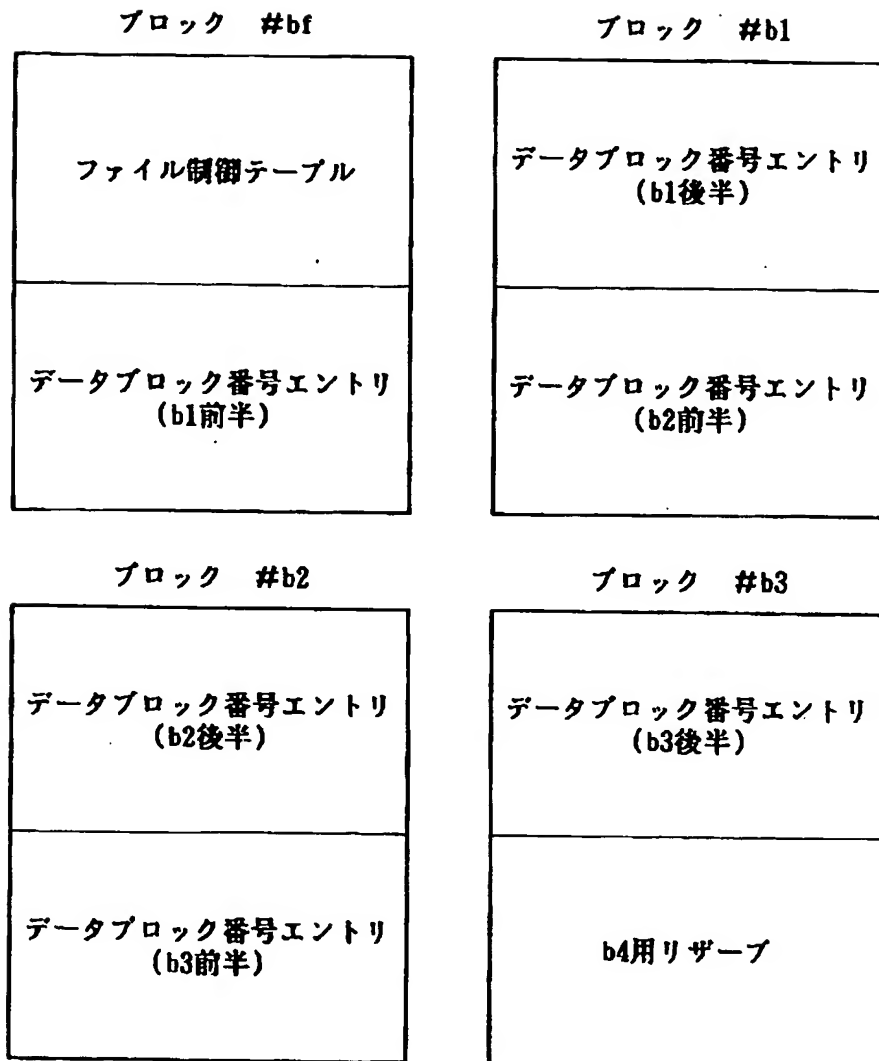 ブロック #bf
ファイル制御テーブル
データブロック番号エントリ
(b1前半)
ブロック #b1
データブロック番号エントリ
(b1後半)
データブロック番号エントリ
(b2前半)
ブロック #b2
データブロック番号エントリ
(b2後半)
データブロック番号エントリ
(b3前半)
ブロック #b3
データブロック番号エントリ
(b3後半)
b4用リザーブ